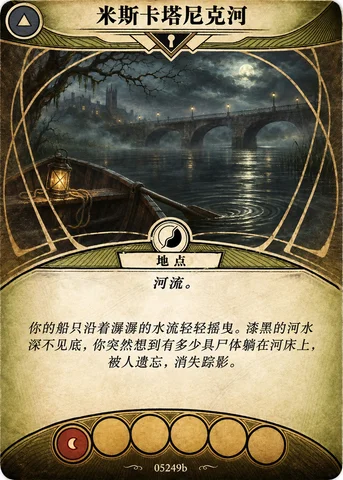 米斯卡塔尼克河
地点
河流。
你的船只沿着潺潺的水流轻轻摇曳。漆黑的河水
深不见底，你突然想到有多少具尸体躺在河床上，
被人遗忘，消失踪影。
05249b